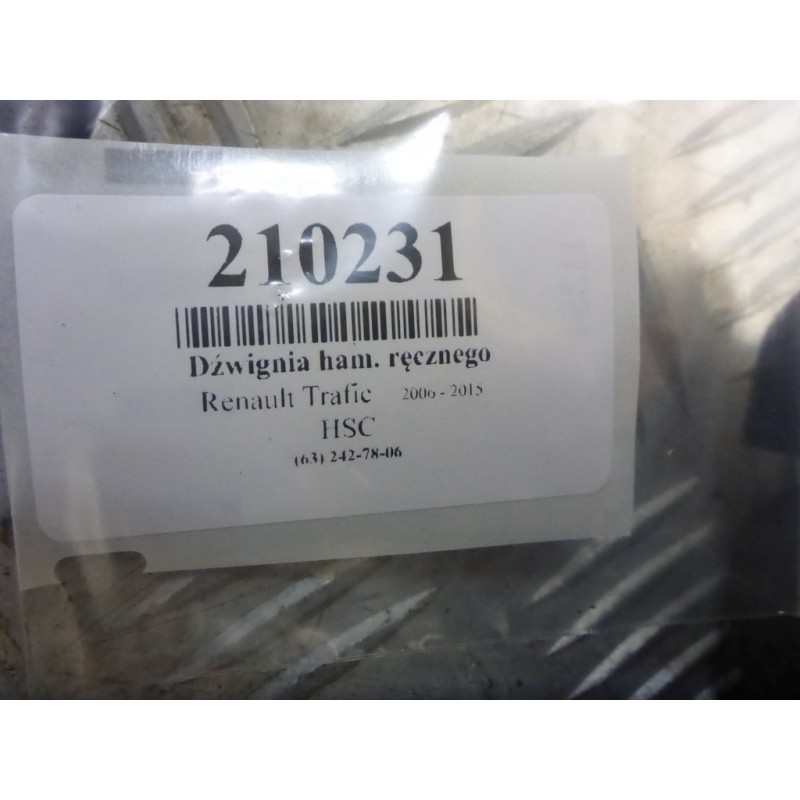 210231
Dźwignia ham. ręcznego
Renault Trafic 2006 - 2015
HSC
(63) 242-78-06